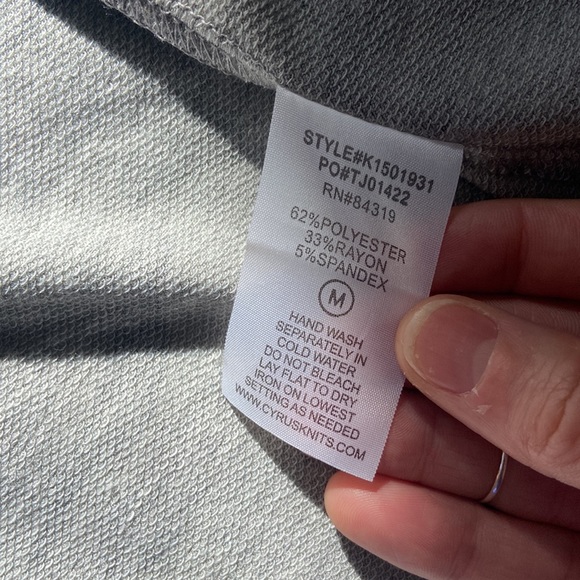 STYLE#K1501931
PO#TJ01422
RN#84319
62%POLYESTER
33%RAYON
5%SPANDEX
M
HAND WASH
SEPARATELY IN
COLD WATER
DO NOT BLEACH
LAY FLAT TO DRY
IRON ON LOWEST
SETTING AS NEEDED
WWW.CYRUSKNITS.COM